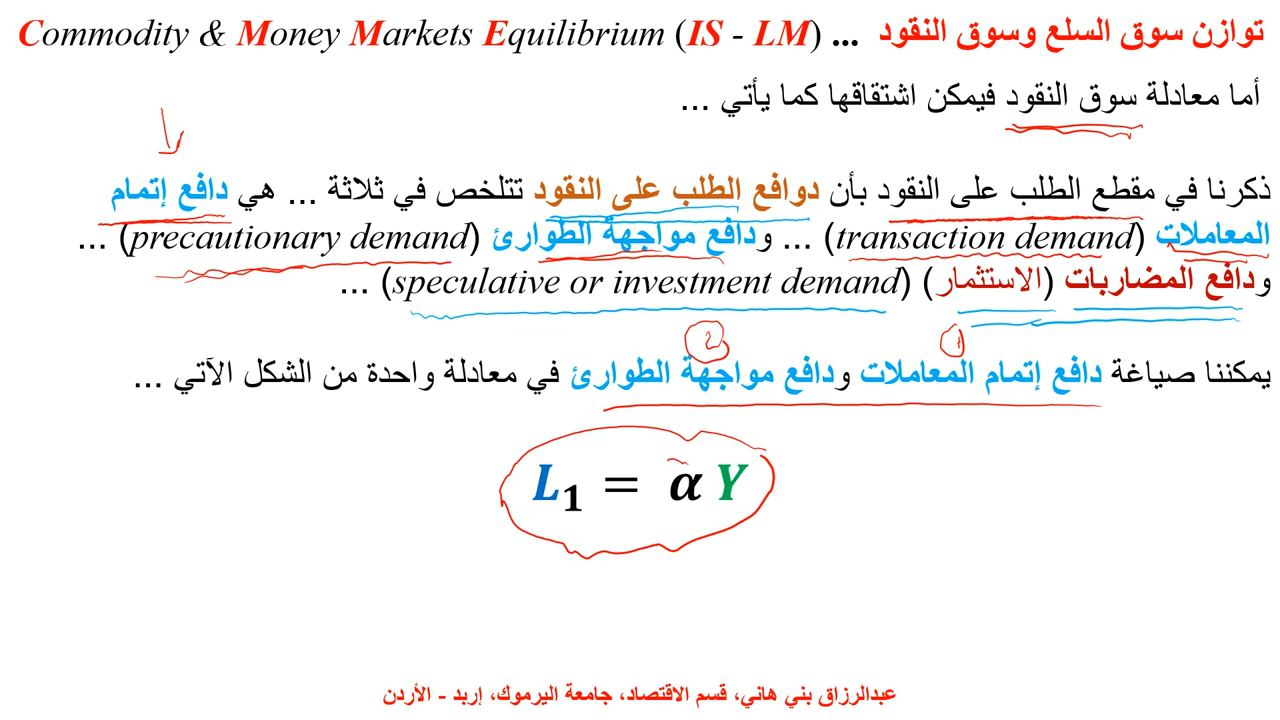 توازن سوق السلع وسوق النقود ... Commodity & Money Markets Equilibrium (IS - LM)
أما معادلة سوق النقود فيمكن اشتقاقها كما يأتي ...
ذكرنا في مقطع الطلب على النقود بأن دوافع الطلب على النقود تتلخص في ثلاثة ... هي دافع إتمام
المعاملات (transaction demand) ... ودافع مواجهة الطوارئ (precautionary demand) ...
ودافع المضاربات (الاستثمار) (speculative or investment demand) ...
1 2
يمكننا صياغة دافع إتمام المعاملات ودافع مواجهة الطوارئ في معادلة واحدة من الشكل الآتي ...
L₁ = α Y
عبدالرزاق بني هاني، قسم الاقتصاد، جامعة اليرموك، إربد - الأردن